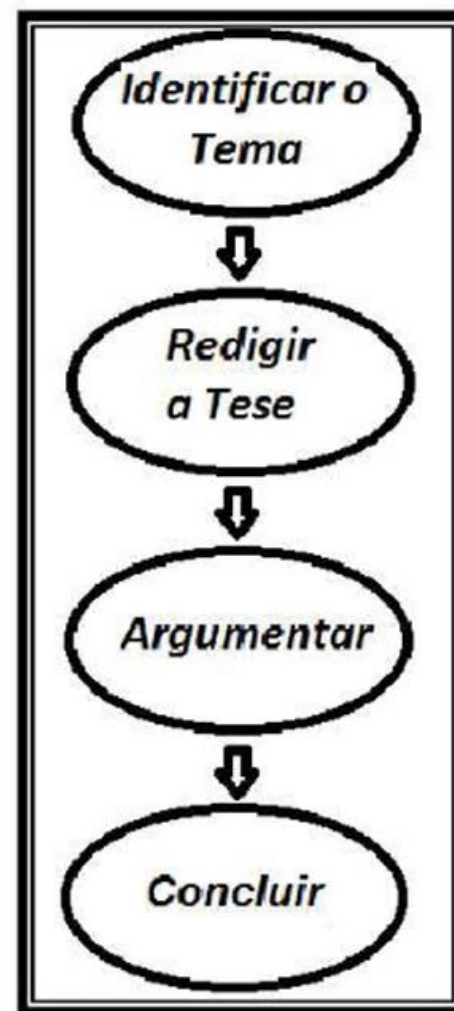 Identificar o
Tema
Redigir
a Tese
Argumentar
Concluir